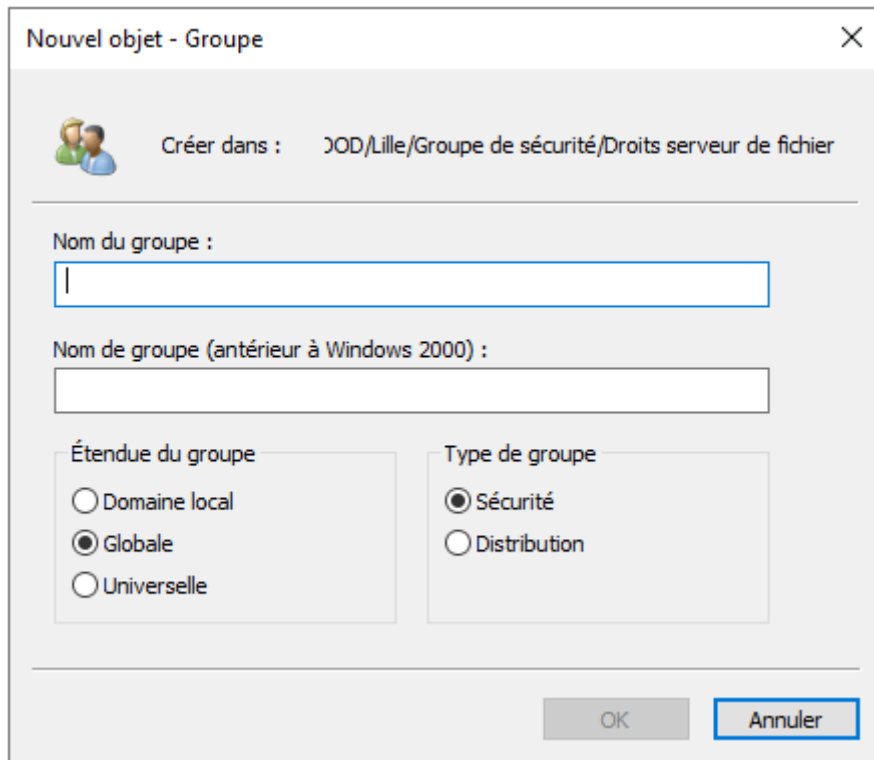 Nouvel objet - Groupe
Créer dans : OOD/Lille/Groupe de sécurité/Droits serveur de fichier
Nom du groupe :
Nom de groupe (antérieur à Windows 2000) :
Étendue du groupe
Domaine local
Globale
Universelle
Type de groupe
Sécurité
Distribution
OK
Annuler